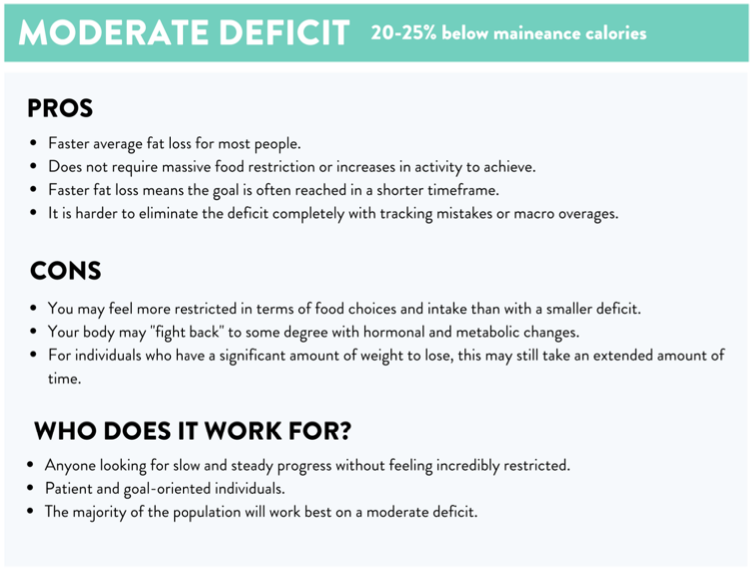 MODERATE DEFICIT 20-25% below maineance calories
PROS
• Faster average fat loss for most people.
• Does not require massive food restriction or increases in activity to achieve.
• Faster fat loss means the goal is often reached in a shorter timeframe.
• It is harder to eliminate the deficit completely with tracking mistakes or macro overages.
CONS
• You may feel more restricted in terms of food choices and intake than with a smaller deficit.
• Your body may "fight back" to some degree with hormonal and metabolic changes.
• For individuals who have a significant amount of weight to lose, this may still take an extended amount of
time.
WHO DOES IT WORK FOR?
• Anyone looking for slow and steady progress without feeling incredibly restricted.
• Patient and goal-oriented individuals.
• The majority of the population will work best on a moderate deficit.